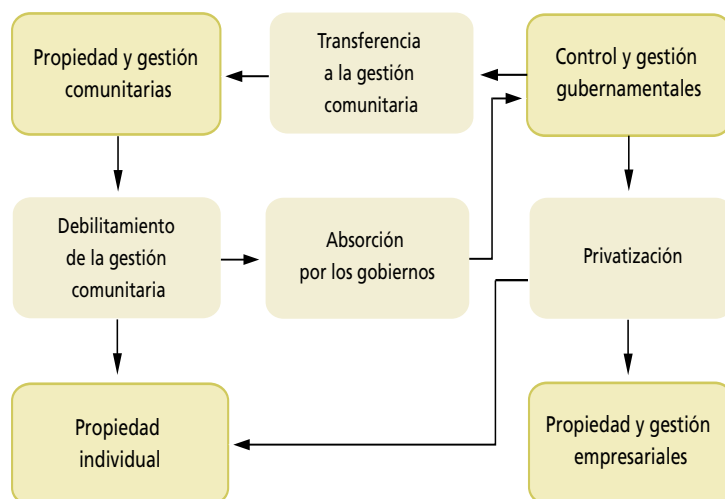 Propiedad y gestión
comunitarias
Transferencia
a la gestión
comunitaria
Control y gestión
gubernamentales
Debilitamiento
de la gestión
comunitaria
Absorción
por los gobiernos
Privatización
Propiedad
individual
Propiedad y gestión
empresariales